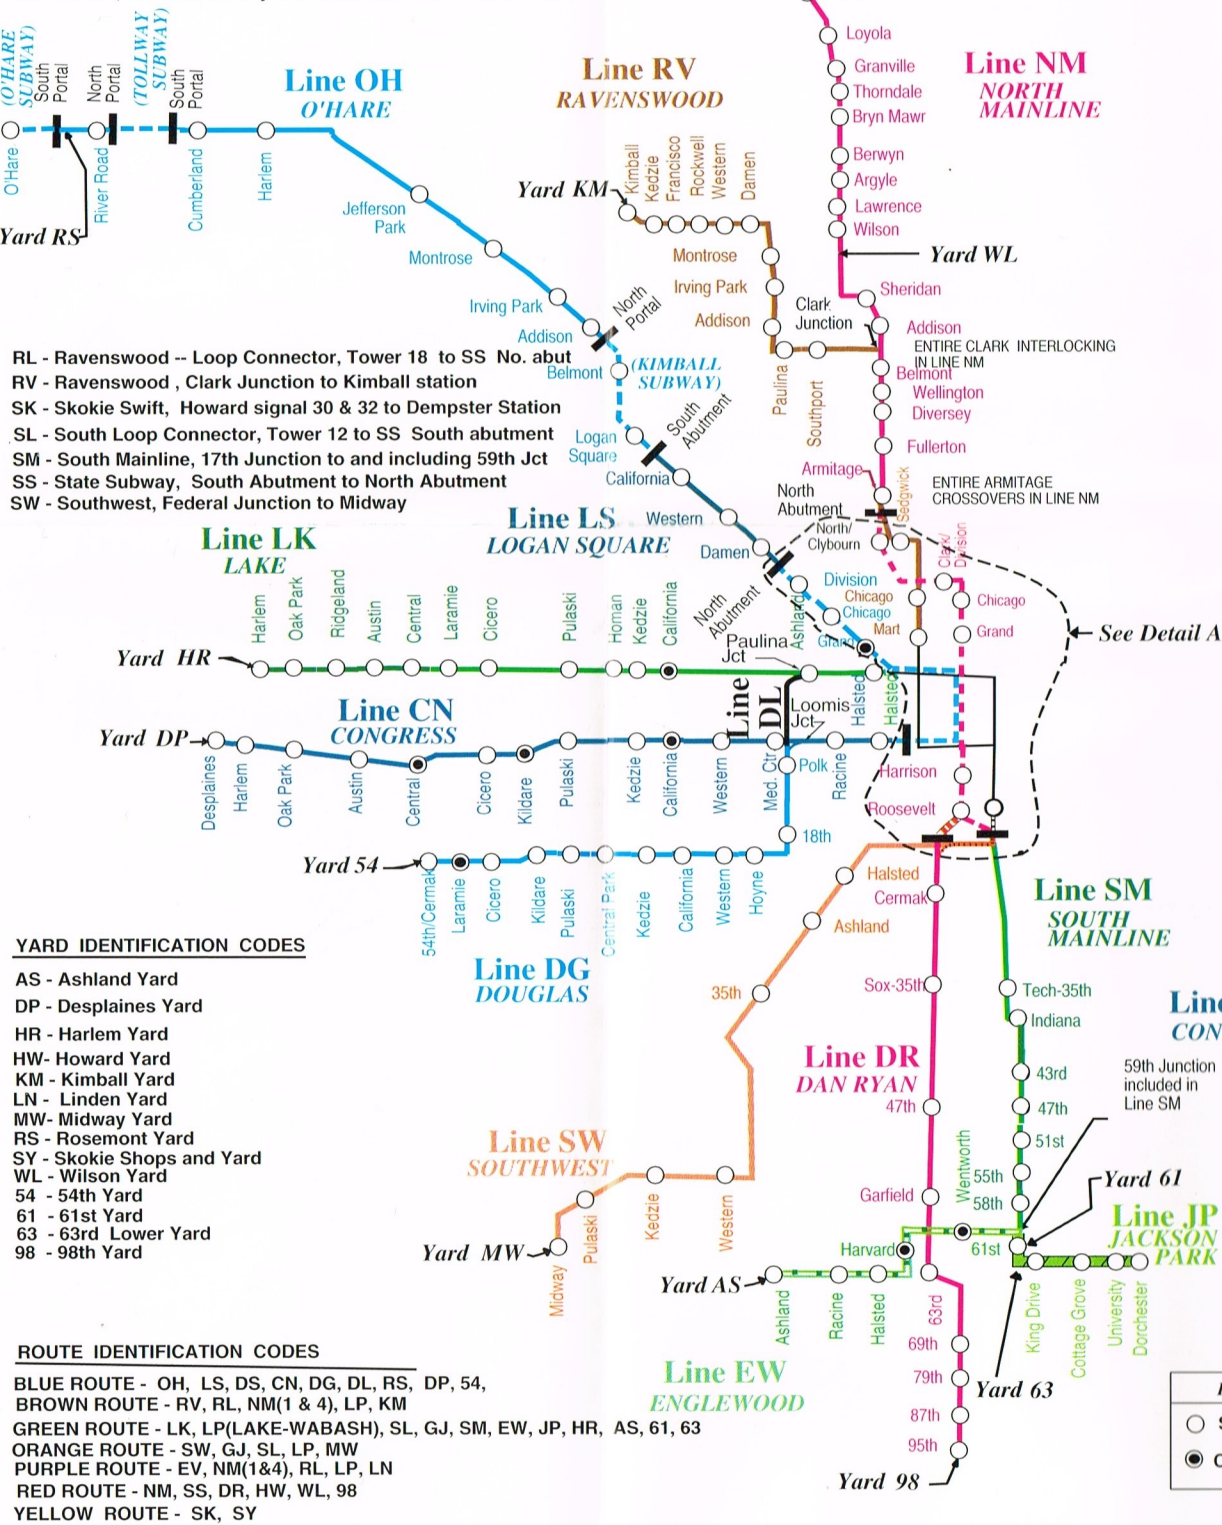 (O'HARE
SUBWAY)
South
Portal
North
Portal
(TOLLWAY
SUBWAY)
South
Portal
O'Hare
River Road
Cumberland
Harlem
Yard RS
Line OH
O'HARE
Jefferson
Park
Montrose
Irving Park
Addison
North
Portal
Belmont
(KIMBALL
SUBWAY)
Logan
Square
South
Abutment
California
Western
Damen
North
Abutment
Line LS
LOGAN SQUARE
Line RV
RAVENSWOOD
Yard KM
Kimball
Kedzie
Francisco
Rockwell
Western
Damen
Montrose
Irving Park
Addison
Paulina
Southport
Clark
Junction
Line NM
NORTH
MAINLINE
Loyola
Granville
Thorndale
Bryn Mawr
Berwyn
Argyle
Lawrence
Wilson
Yard WL
Sheridan
Addison
ENTIRE CLARK INTERLOCKING
IN LINE NM
Belmont
Wellington
Diversey
Fullerton
Armitage
Sedgwick
ENTIRE ARMITAGE
CROSSOVERS IN LINE NM
North
Abutment
North/
Clybourn
Clark/
Division
Division
Chicago
Chicago
Mart
Grand
Chicago
Grand
See Detail A
RL - Ravenswood -- Loop Connector, Tower 18 to SS No. abut
RV - Ravenswood , Clark Junction to Kimball station
SK - Skokie Swift, Howard signal 30 & 32 to Dempster Station
SL - South Loop Connector, Tower 12 to SS South abutment
SM - South Mainline, 17th Junction to and including 59th Jct
SS - State Subway, South Abutment to North Abutment
SW - Southwest, Federal Junction to Midway
Line LK
LAKE
Yard HR
Harlem
Oak Park
Ridgeland
Austin
Central
Laramie
Cicero
Pulaski
Homan
Kedzie
California
Ashland
Paulina
Jct
Halsted
Halsted
Line
DL
Loomis
Jct
Line CN
CONGRESS
Yard DP
Desplaines
Harlem
Oak Park
Austin
Central
Cicero
Kildare
Pulaski
Kedzie
California
Western
Med. Ctr
Polk
Racine
Harrison
Roosevelt
18th
Yard 54
54th/Cermak
Laramie
Cicero
Kildare
Pulaski
Central Park
Kedzie
California
Western
Hoyne
Line DG
DOUGLAS
Halsted
Cermak
Ashland
35th
Sox-35th
Line SM
SOUTH
MAINLINE
Tech-35th
Indiana
43rd
47th
51st
55th
58th
61st
Line
CON
59th Junction
included in
Line SM
Line DR
DAN RYAN
47th
Garfield
Wentworth
Harvard
63rd
69th
79th
87th
95th
Yard 98
Line SW
SOUTHWEST
Yard MW
Midway
Pulaski
Kedzie
Western
Yard AS
Ashland
Racine
Halsted
Line EW
ENGLEWOOD
Yard 61
Line JP
JACKSON
PARK
King Drive
Cottage Grove
University
Dorchester
Yard 63
YARD IDENTIFICATION CODES
AS - Ashland Yard
DP - Desplaines Yard
HR - Harlem Yard
HW- Howard Yard
KM - Kimball Yard
LN - Linden Yard
MW- Midway Yard
RS - Rosemont Yard
SY - Skokie Shops and Yard
WL - Wilson Yard
54 - 54th Yard
61 - 61st Yard
63 - 63rd Lower Yard
98 - 98th Yard
ROUTE IDENTIFICATION CODES
BLUE ROUTE - OH, LS, DS, CN, DG, DL, RS, DP, 54,
BROWN ROUTE - RV, RL, NM(1 & 4), LP, KM
GREEN ROUTE - LK, LP(LAKE-WABASH), SL, GJ, SM, EW, JP, HR, AS, 61, 63
ORANGE ROUTE - SW, GJ, SL, LP, MW
PURPLE ROUTE - EV, NM(1&4), RL, LP, LN
RED ROUTE - NM, SS, DR, HW, WL, 98
YELLOW ROUTE - SK, SY